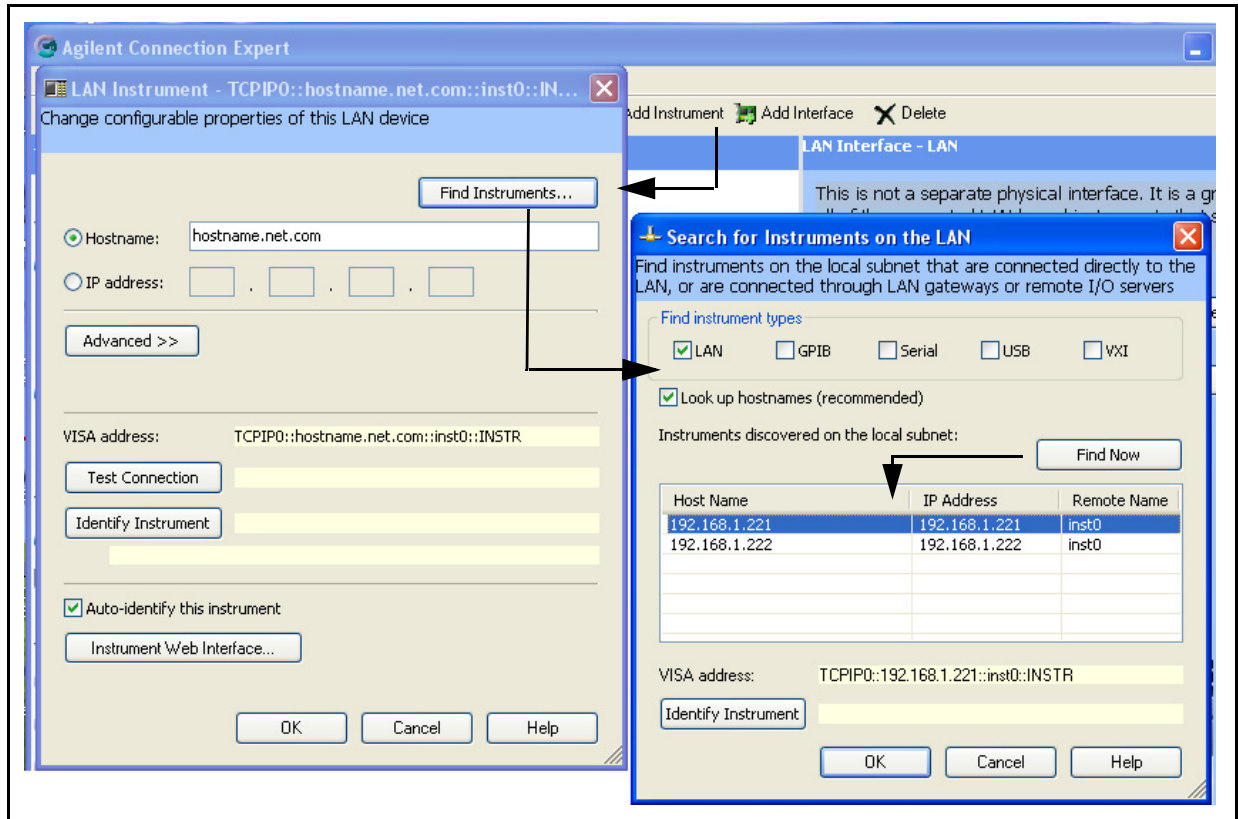 Agilent Connection Expert
LAN Instrument - TCPIP0::hostname.net.com::inst0::IN...
Change configurable properties of this LAN device
Find Instruments...
Hostname: hostname.net.com
IP address: . . .
Advanced >>
VISA address: TCPIP0::hostname.net.com::inst0::INSTR
Test Connection
Identify Instrument
Auto-identify this instrument
Instrument Web Interface...
OK Cancel Help
Add Instrument Add Interface Delete
LAN Interface - LAN
This is not a separate physical interface. It is a gr
Search for Instruments on the LAN
Find instruments on the local subnet that are connected directly to the
LAN, or are connected through LAN gateways or remote I/O servers
Find instrument types
LAN GPIB Serial USB VXI
Look up hostnames (recommended)
Instruments discovered on the local subnet:
Find Now
Host Name IP Address Remote Name
192.168.1.221 192.168.1.221 inst0
192.168.1.222 192.168.1.222 inst0
VISA address: TCPIP0::192.168.1.221::inst0::INSTR
Identify Instrument
OK Cancel Help